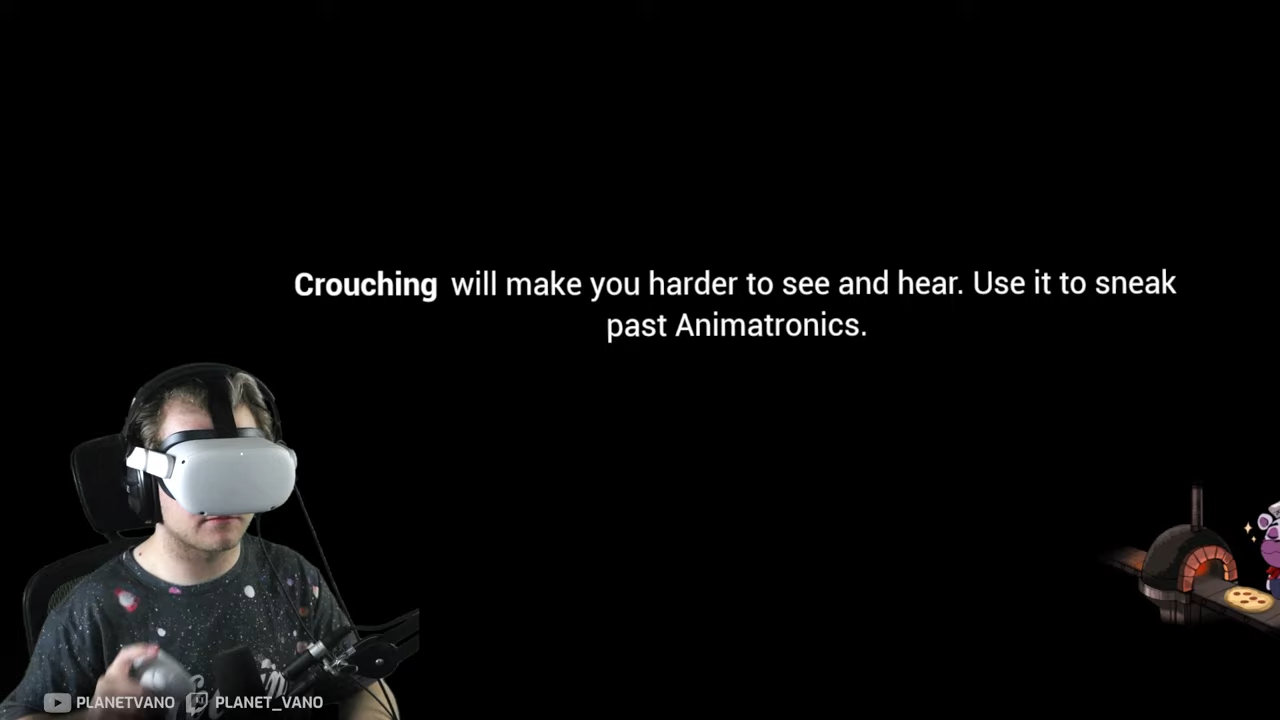 Crouching will make you harder to see and hear. Use it to sneak
past Animatronics.
PLANETVANO PLANET_VANO